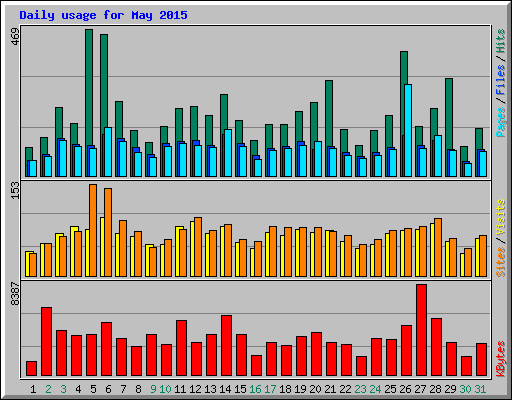 Daily usage for May 2015
469
Pages / Files / Hits
153
Sites / Visits
8387
KBytes
1 2 3 4 5 6 7 8 9 10 11 12 13 14 15 16 17 18 19 20 21 22 23 24 25 26 27 28 29 30 31